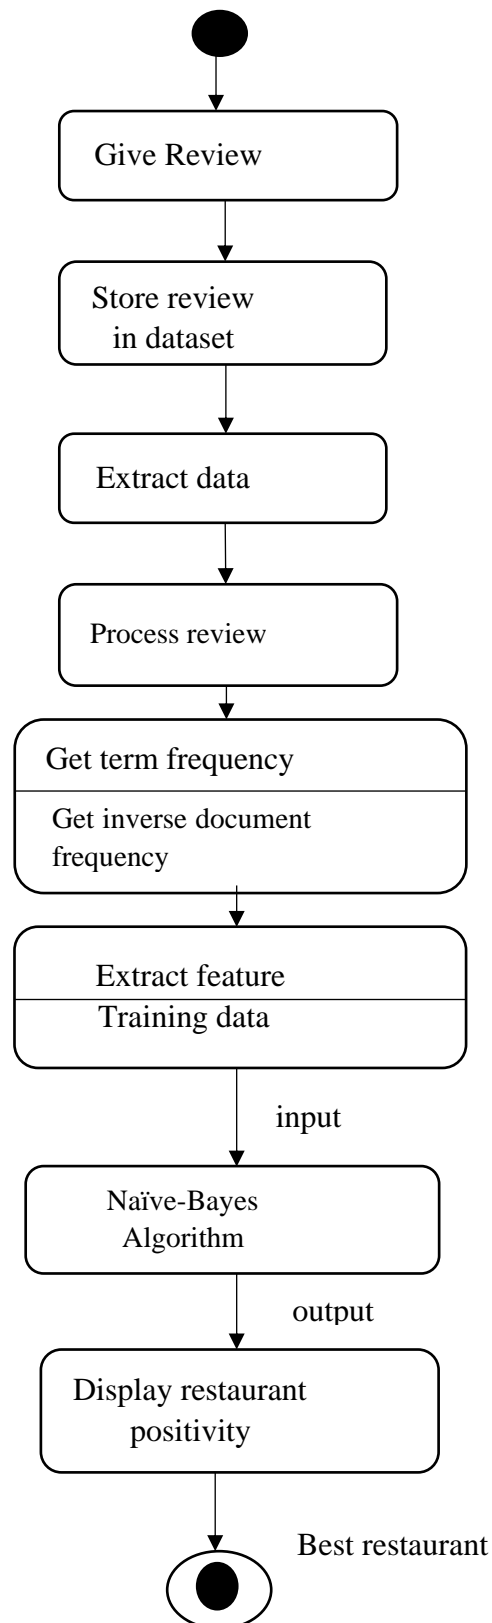 Give Review
Store review
in dataset
Extract data
Process review
Get term frequency
Get inverse document
frequency
Extract feature
Training data
input
Naïve-Bayes
Algorithm
output
Display restaurant
positivity
Best restaurant